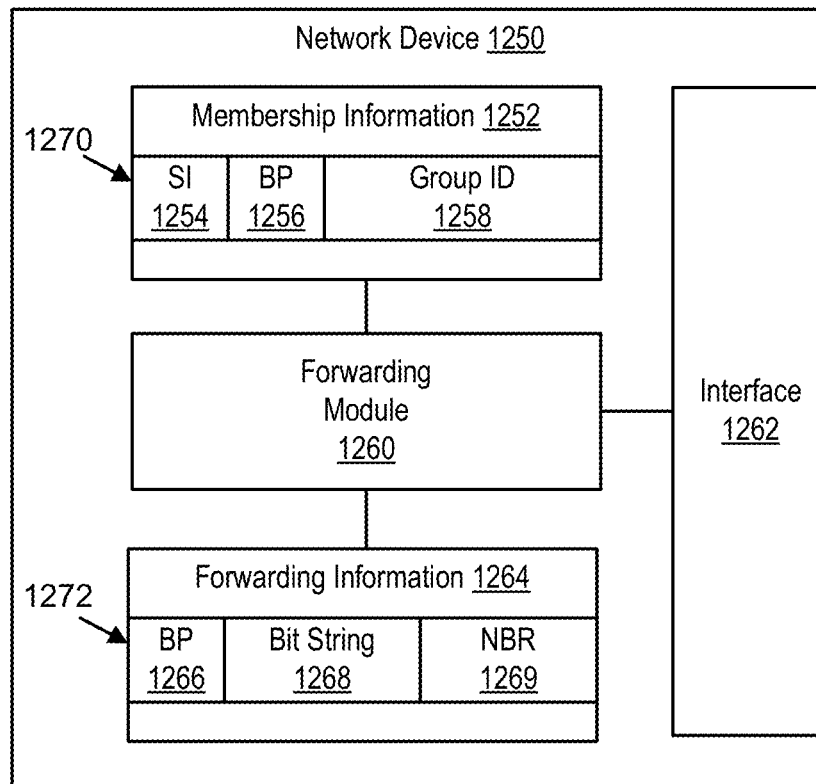 Network Device 1250
Membership Information 1252
1270
SI
1254
BP
1256
Group ID
1258
Forwarding
Module
1260
Interface
1262
Forwarding Information 1264
1272
BP
1266
Bit String
1268
NBR
1269